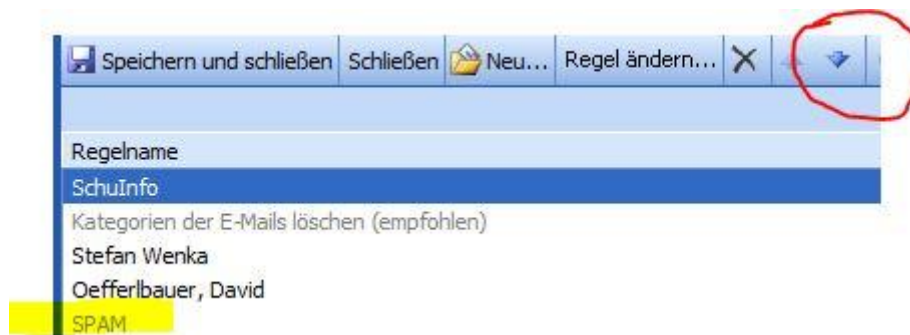 Speichern und schließen Schließen Neu... Regel ändern...
Regelname
SchuInfo
Kategorien der E-Mails löschen (empfohlen)
Stefan Wenka
Oefferlbauer, David
SPAM